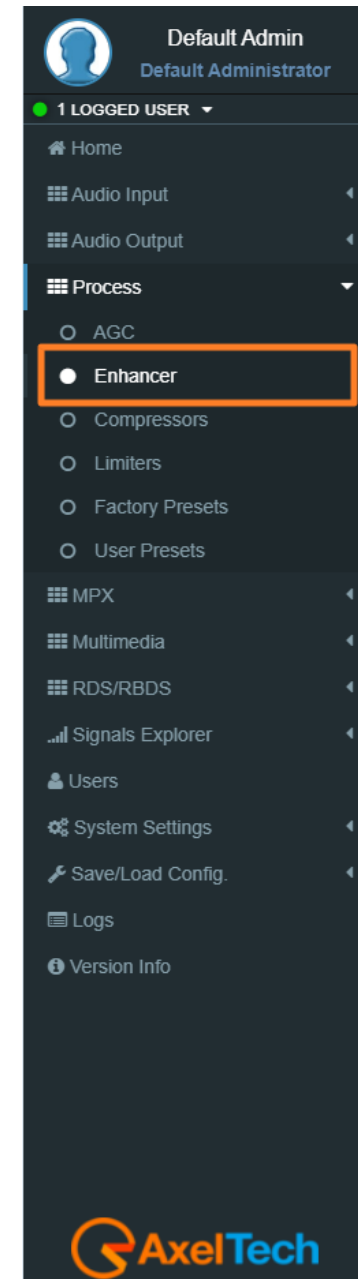 Default Admin
Default Administrator
1 LOGGED USER
Home
Audio Input
Audio Output
Process
AGC
Enhancer
Compressors
Limiters
Factory Presets
User Presets
MPX
Multimedia
RDS/RBDS
Signals Explorer
Users
System Settings
Save/Load Config.
Logs
Version Info
AxelTech